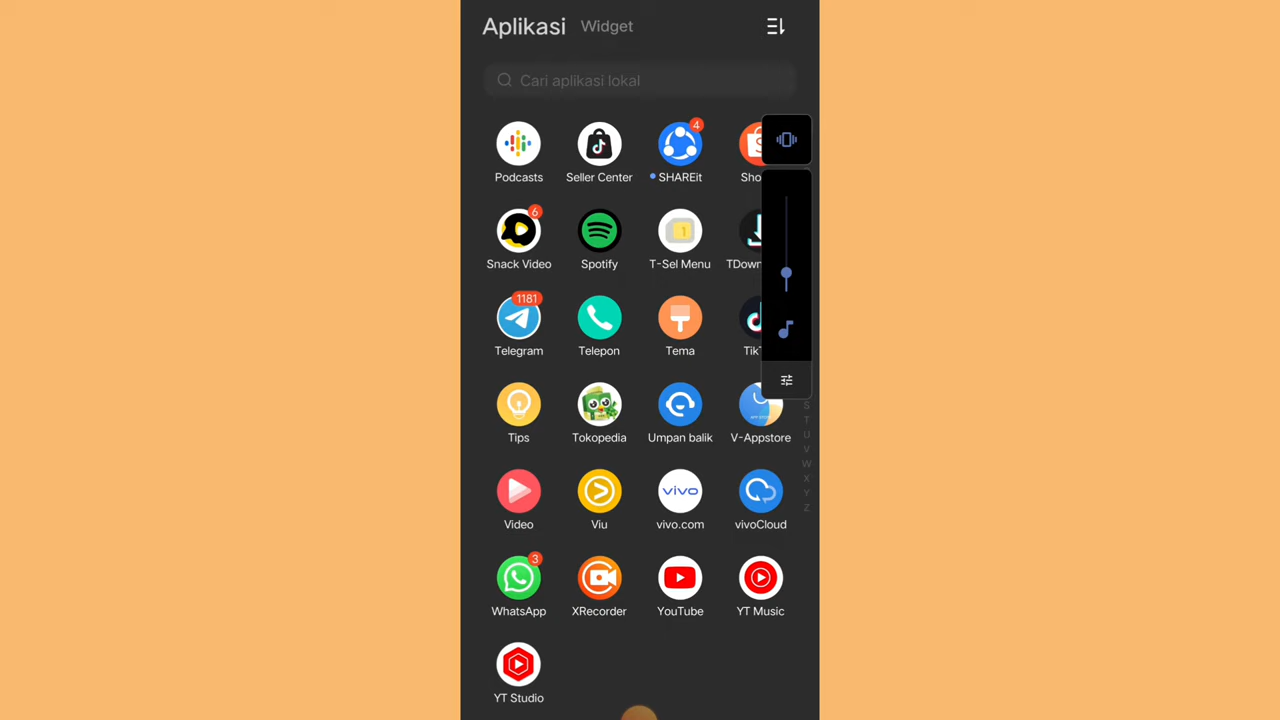 Aplikasi Widget
Cari aplikasi lokal
4
Podcasts Seller Center SHAREit Sho
6
1
Snack Video Spotify T-Sel Menu TDown
1181
Telegram Telepon Tema Tik
Tips Tokopedia Umpan balik V-Appstore
S
T
U
V
W
X
Y
Z
vivo
Video Viu vivo.com vivoCloud
3
WhatsApp XRecorder YouTube YT Music
YT Studio